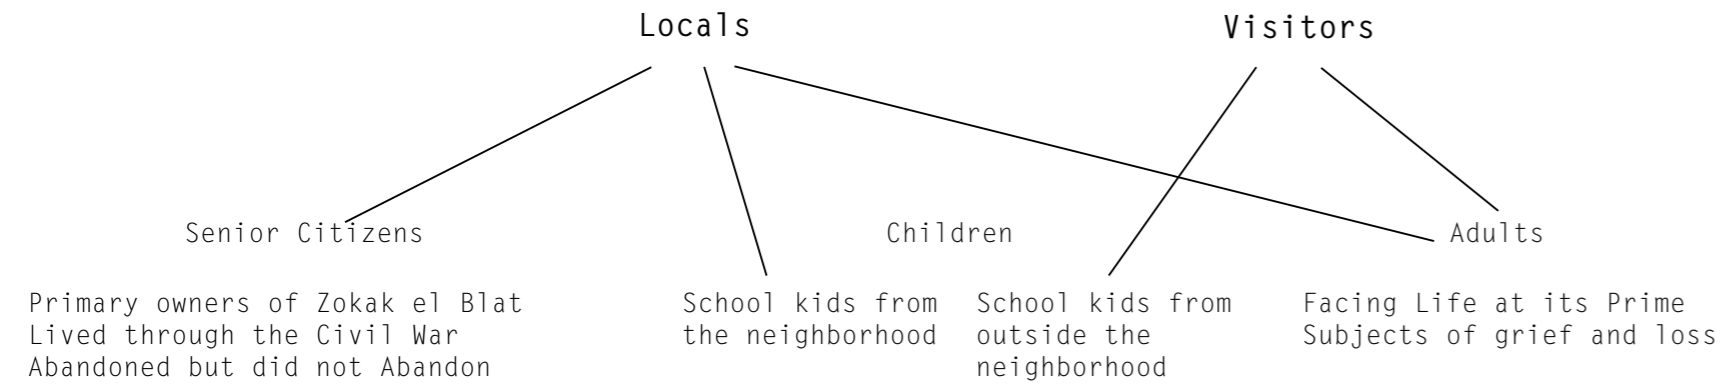 Locals
Visitors
Senior Citizens
Children
Adults
Primary owners of Zokak el Blat
Lived through the Civil War
Abandoned but did not Abandon
School kids from
the neighborhood
School kids from
outside the
neighborhood
Facing Life at its Prime
Subjects of grief and loss